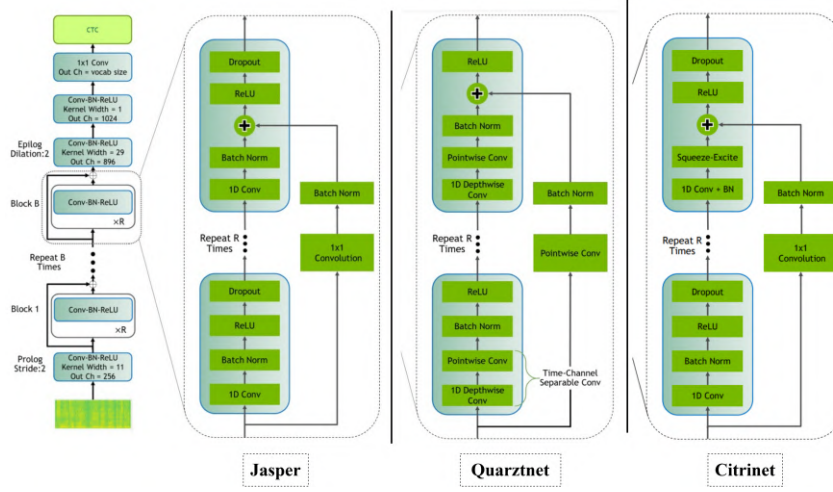 CTC
1x1 Conv
Out Ch = vocab size
Conv-BN-ReLU
Kernel Width = 1
Out Ch = 1024
Epilog
Dilation:2
Conv-BN-ReLU
Kernel Width = 29
Out Ch = 896
Block B
Conv-BN-ReLU
×R
Repeat B
Times
Block 1
Conv-BN-ReLU
×R
Prolog
Stride:2
Conv-BN-ReLU
Kernel Width = 11
Out Ch = 256
Dropout
ReLU
+
Batch Norm
1D Conv
Batch Norm
Repeat R
Times
1x1
Convolution
Dropout
ReLU
Batch Norm
1D Conv
Jasper
ReLU
+
Batch Norm
Pointwise Conv
1D Depthwise
Conv
Batch Norm
Repeat R
Times
Pointwise Conv
ReLU
Batch Norm
Pointwise Conv
1D Depthwise
Conv
Time-Channel
Separable Conv
Quarztnet
Dropout
ReLU
+
Squeeze-Excite
1D Conv + BN
Batch Norm
Repeat R
Times
1x1
Convolution
Dropout
ReLU
Batch Norm
1D Conv
Citrinet